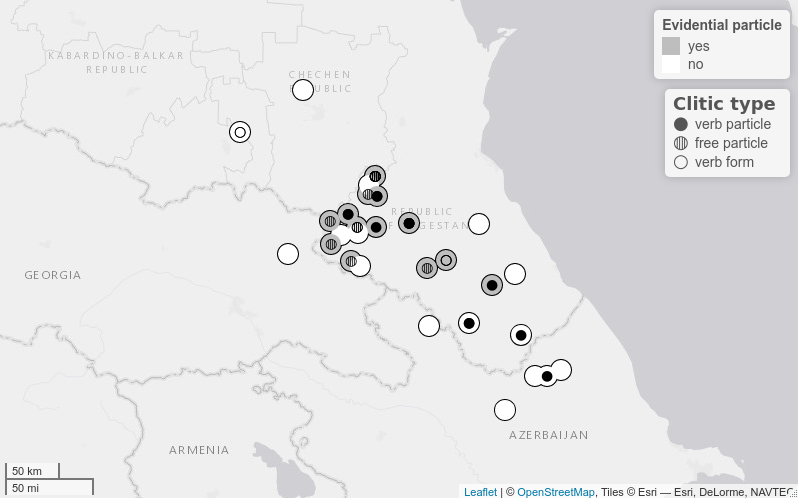 KABARDINO-BALKAR
REPUBLIC
CHECHEN
REPUBLIC
REPUBLIC
OF DAGESTAN
GEORGIA
ARMENIA
AZERBAIJAN
Evidential particle
yes
no
Clitic type
verb particle
free particle
verb form
50 km
50 mi
Leaflet | © OpenStreetMap, Tiles © Esri — Esri, DeLorme, NAVTEQ